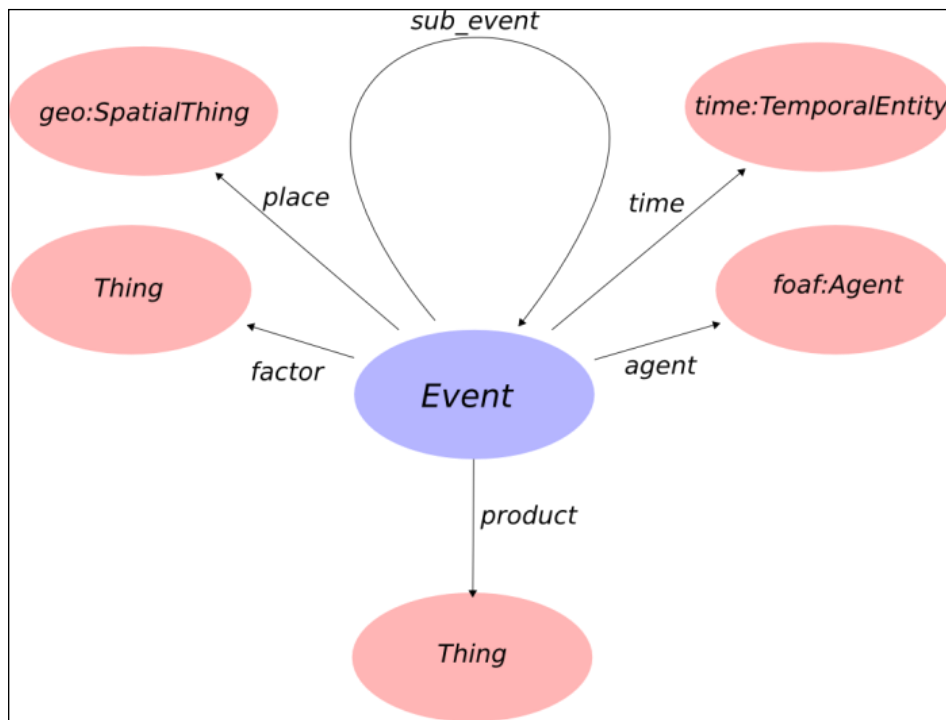 sub_event
geo:SpatialThing
time:TemporalEntity
place
time
Thing
foaf:Agent
factor
agent
Event
product
Thing